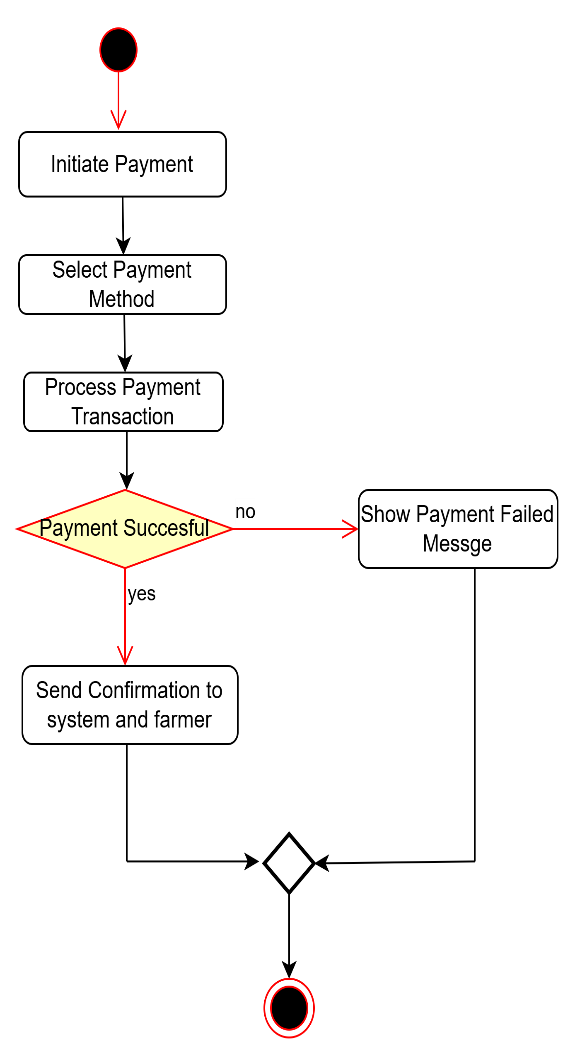 Initiate Payment
Select Payment
Method
Process Payment
Transaction
Payment Succesful
no
Show Payment Failed
Messge
yes
Send Confirmation to
system and farmer